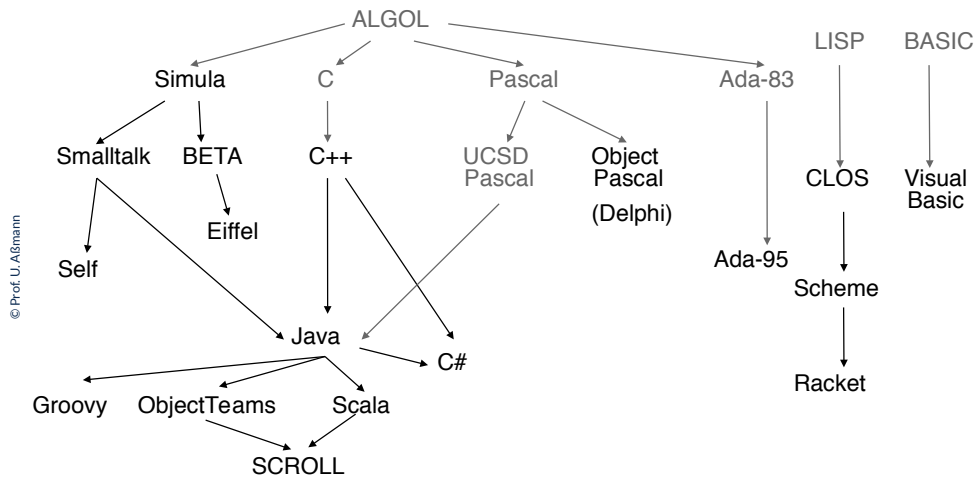 ALGOL
LISP
BASIC
Simula
C
Pascal
Ada-83
Smalltalk
BETA
C++
UCSD
Pascal
Object
Pascal
(Delphi)
CLOS
Visual
Basic
Eiffel
Self
Ada-95
Scheme
© Prof. U. Aßmann
Java
C#
Racket
Groovy
ObjectTeams
Scala
SCROLL